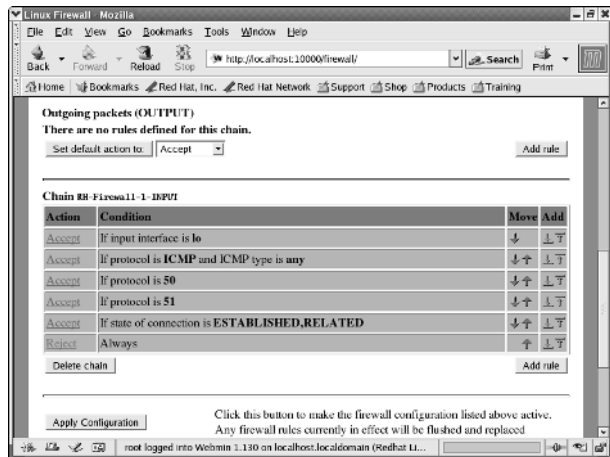 Linux Firewall - Mozilla
File Edit View Go Bookmarks Tools Window Help
Back Forward Reload Stop http://localhost:10000/firewall/ Search Print
Home Bookmarks Red Hat, Inc. Red Hat Network Support Shop Products Training
Outgoing packets (OUTPUT)
There are no rules defined for this chain.
Set default action to: Accept Add rule
Chain RH-Firewall-1-INPUT
Action Condition Move Add
Accept If input interface is lo
Accept If protocol is ICMP and ICMP type is any
Accept If protocol is 50
Accept If protocol is 51
Accept If state of connection is ESTABLISHED,RELATED
Reject Always
Delete chain Add rule
Apply Configuration Click this button to make the firewall configuration listed above active.
Any firewall rules currently in effect will be flushed and replaced
root logged into Webmin 1.130 on localhost.localdomain (Redhat Li...